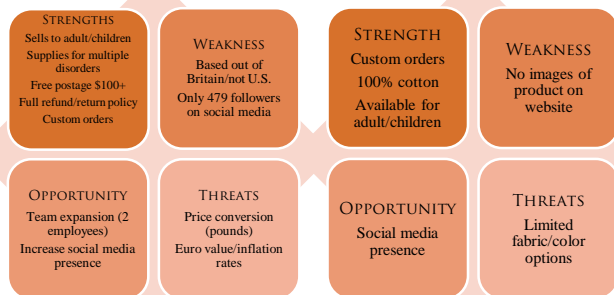 STRENGTHS
Sells to adult/children
Supplies for multiple
disorders
Free postage $100+
Full refund/return policy
Custom orders
WEAKNESS
Based out of
Britain/not U.S.
Only 479 followers
on social media
OPPORTUNITY
Team expansion (2
employees)
Increase social media
presence
THREATS
Price conversion
(pounds)
Euro value/inflation
rates
STRENGTH
Custom orders
100% cotton
Available for
adult/children
WEAKNESS
No images of
product on
website
OPPORTUNITY
Social media
presence
THREATS
Limited
fabric/color
options